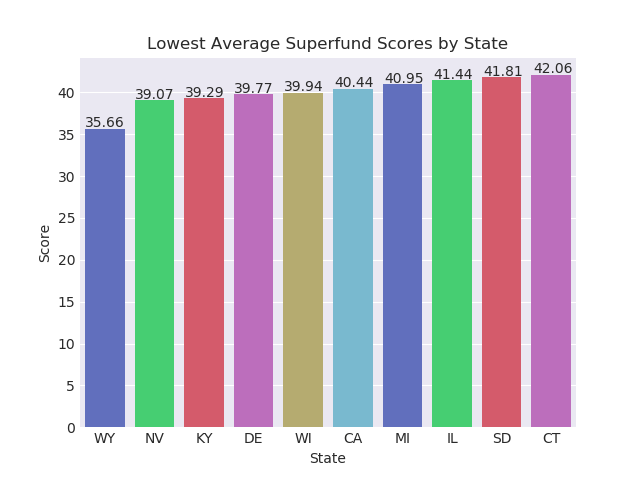 Lowest Average Superfund Scores by State
35.66 39.07 39.29 39.77 39.94 40.44 40.95 41.44 41.81 42.06
40
35
30
25
20
15
10
5
0
Score
WY NV KY DE WI CA MI IL SD CT
State